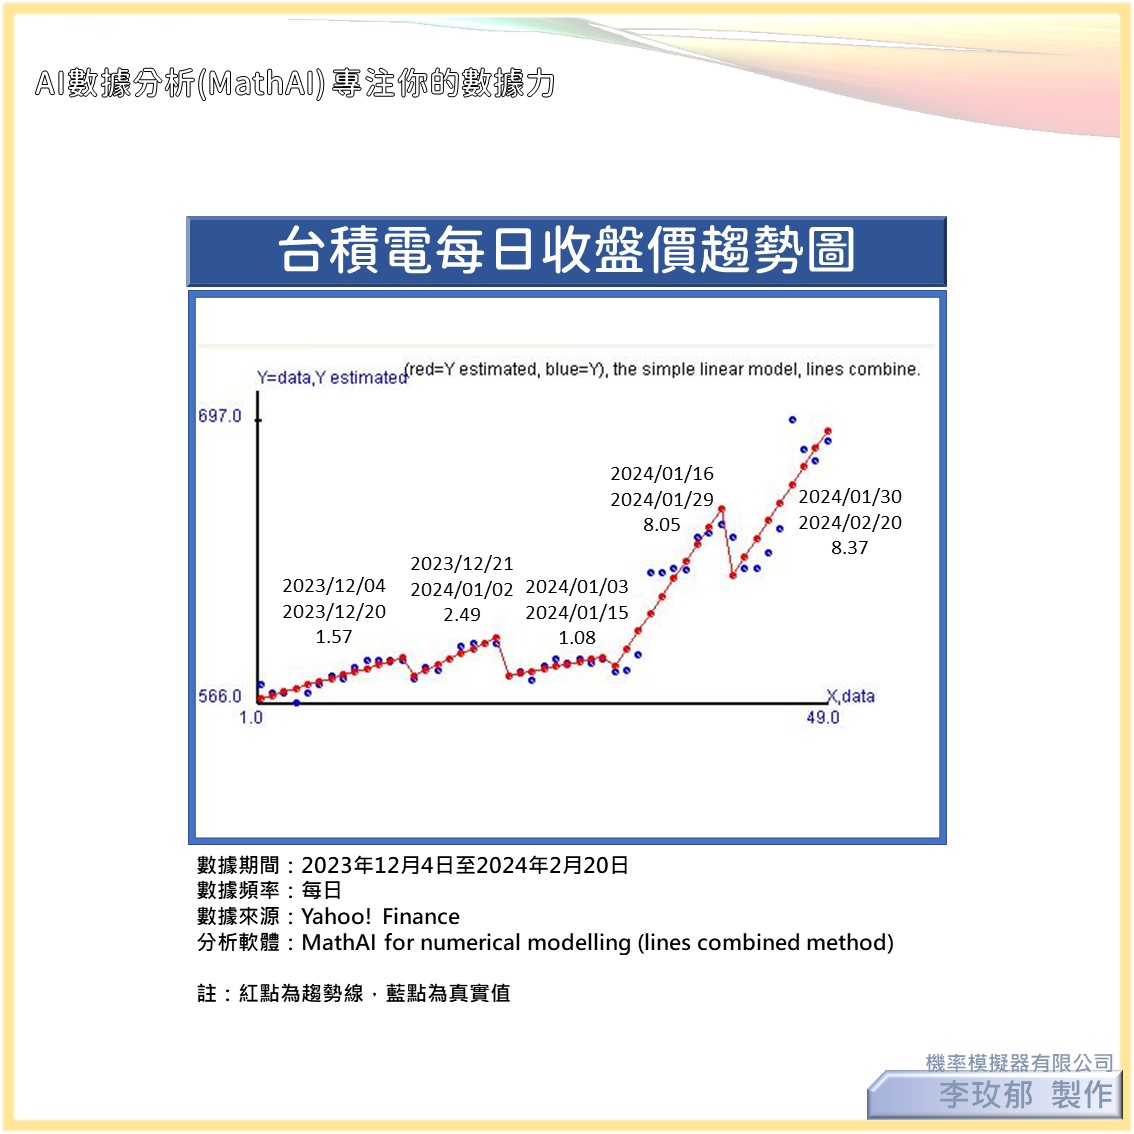 AI數據分析(MathAI) 專注你的數據力
台積電每日收盤價趨勢圖
Y=data,Y estimated
(red=Y estimated, blue=Y), the simple linear model, lines combine.
697.0
2024/01/16
2024/01/29
8.05
2024/01/30
2024/02/20
8.37
2023/12/21
2024/01/02
2.49
2023/12/04
2023/12/20
1.57
2024/01/03
2024/01/15
1.08
566.0
X,data
1.0
49.0
數據期間：2023年12月4日至2024年2月20日
數據頻率：每日
數據來源：Yahoo! Finance
分析軟體：MathAI for numerical modelling (lines combined method)
註：紅點為趨勢線，藍點為真實值
機率模擬器有限公司
李玫郁 製作